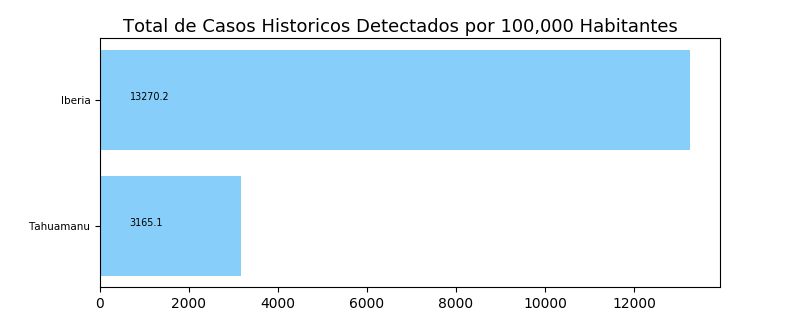 Total de Casos Historicos Detectados por 100,000 Habitantes
Iberia
13270.2
Tahuamanu
3165.1
0 2000 4000 6000 8000 10000 12000